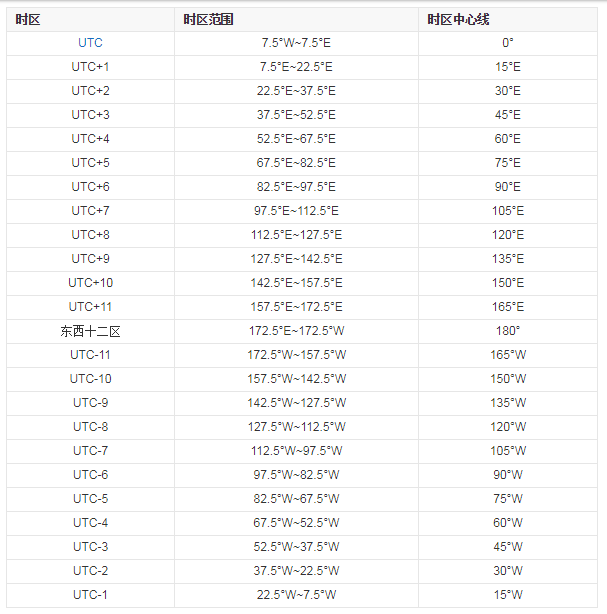 时区 时区范围 时区中心线
UTC 7.5°W~7.5°E 0°
UTC+1 7.5°E~22.5°E 15°E
UTC+2 22.5°E~37.5°E 30°E
UTC+3 37.5°E~52.5°E 45°E
UTC+4 52.5°E~67.5°E 60°E
UTC+5 67.5°E~82.5°E 75°E
UTC+6 82.5°E~97.5°E 90°E
UTC+7 97.5°E~112.5°E 105°E
UTC+8 112.5°E~127.5°E 120°E
UTC+9 127.5°E~142.5°E 135°E
UTC+10 142.5°E~157.5°E 150°E
UTC+11 157.5°E~172.5°E 165°E
东西十二区 172.5°E~172.5°W 180°
UTC-11 172.5°W~157.5°W 165°W
UTC-10 157.5°W~142.5°W 150°W
UTC-9 142.5°W~127.5°W 135°W
UTC-8 127.5°W~112.5°W 120°W
UTC-7 112.5°W~97.5°W 105°W
UTC-6 97.5°W~82.5°W 90°W
UTC-5 82.5°W~67.5°W 75°W
UTC-4 67.5°W~52.5°W 60°W
UTC-3 52.5°W~37.5°W 45°W
UTC-2 37.5°W~22.5°W 30°W
UTC-1 22.5°W~7.5°W 15°W